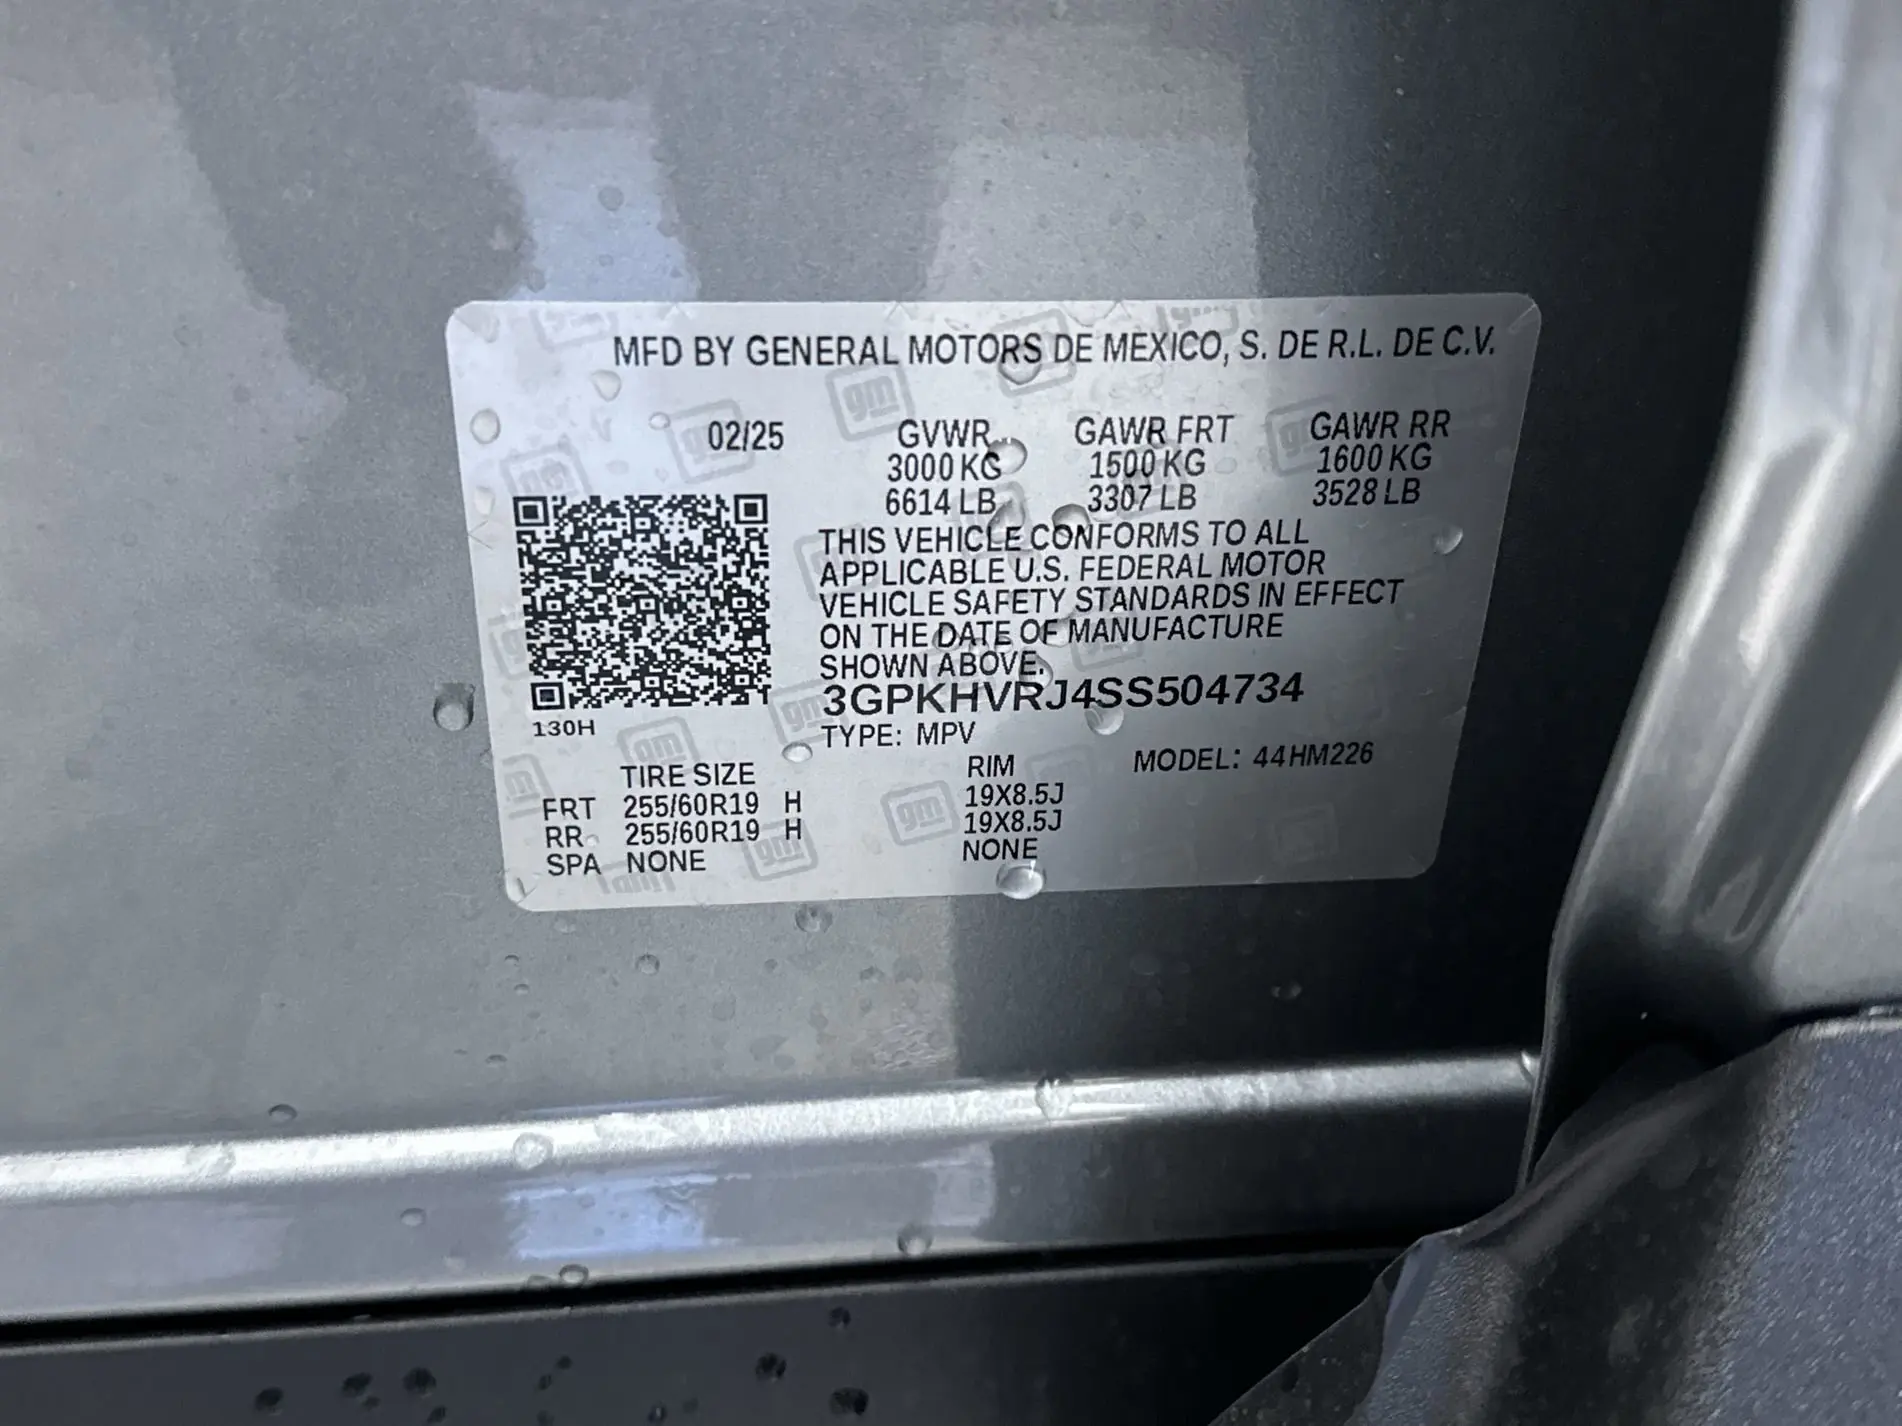 MFD BY GENERAL MOTORS DE MEXICO, S. DE R.L. DE C.V.
02/25 GVWR GAWR FRT GAWR RR
3000 KG 1500 KG 1600 KG
6614 LB 3307 LB 3528 LB
THIS VEHICLE CONFORMS TO ALL
APPLICABLE U.S. FEDERAL MOTOR
VEHICLE SAFETY STANDARDS IN EFFECT
ON THE DATE OF MANUFACTURE
SHOWN ABOVE.
3GPKHVRJ4SS504734
130H
TYPE: MPV
MODEL: 44HM226
TIRE SIZE RIM
FRT 255/60R19 H 19X8.5J
RR 255/60R19 H 19X8.5J
SPA NONE NONE
gm